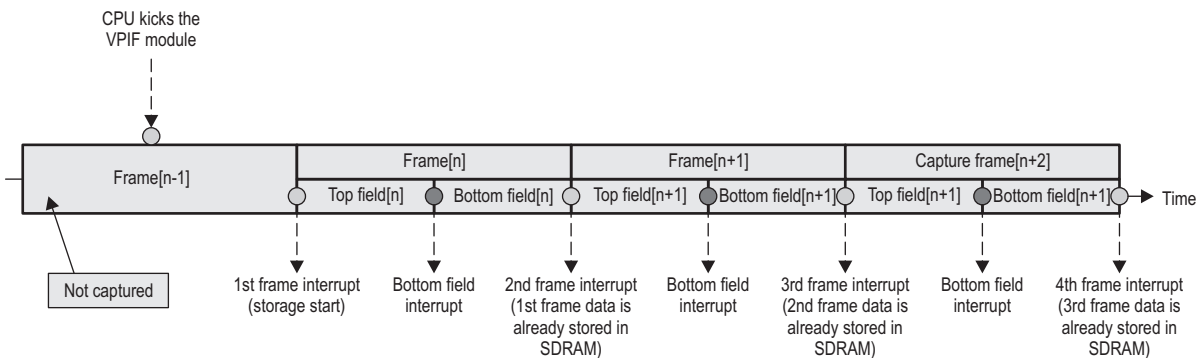 CPU kicks the
VPIF module
Frame[n-1]
Frame[n]
Frame[n+1]
Capture frame[n+2]
Top field[n]
Bottom field[n]
Top field[n+1]
Bottom field[n+1]
Top field[n+1]
Bottom field[n+1]
Time
Not captured
1st frame interrupt
(storage start)
Bottom field
interrupt
2nd frame interrupt
(1st frame data is
already stored in
SDRAM)
Bottom field
interrupt
3rd frame interrupt
(2nd frame data is
already stored in
SDRAM)
Bottom field
interrupt
4th frame interrupt
(3rd frame data is
already stored in
SDRAM)